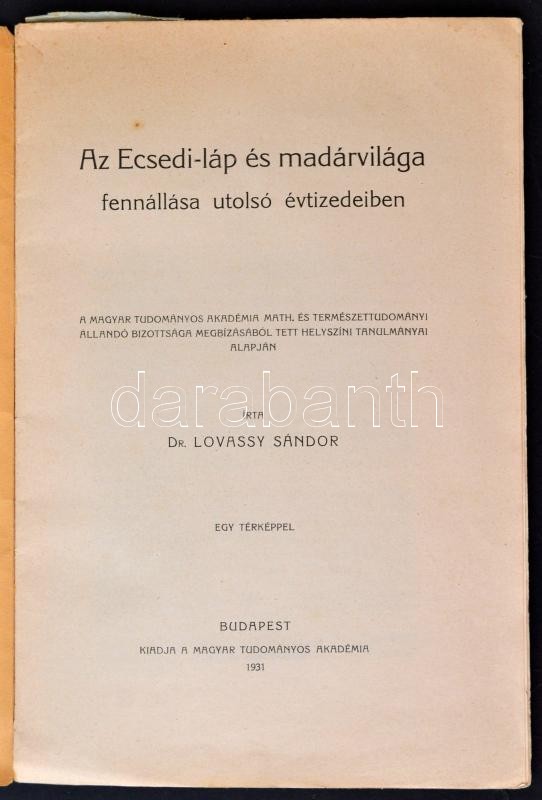 Az Ecsedi-láp és madárvilága
fennállása utolsó évtizedeiben
A MAGYAR TUDOMÁNYOS AKADÉMIA MATH. ÉS TERMÉSZETTUDOMÁNYI
ÁLLANDÓ BIZOTTSÁGA MEGBÍZÁSÁBÓL TETT HELYSZÍNI TANULMÁNYAI
ALAPJÁN
darabanth
ÍRTA
DR. LOVASSY SÁNDOR
EGY TÉRKÉPPEL
BUDAPEST
KIADJA A MAGYAR TUDOMÁNYOS AKADÉMIA
1931